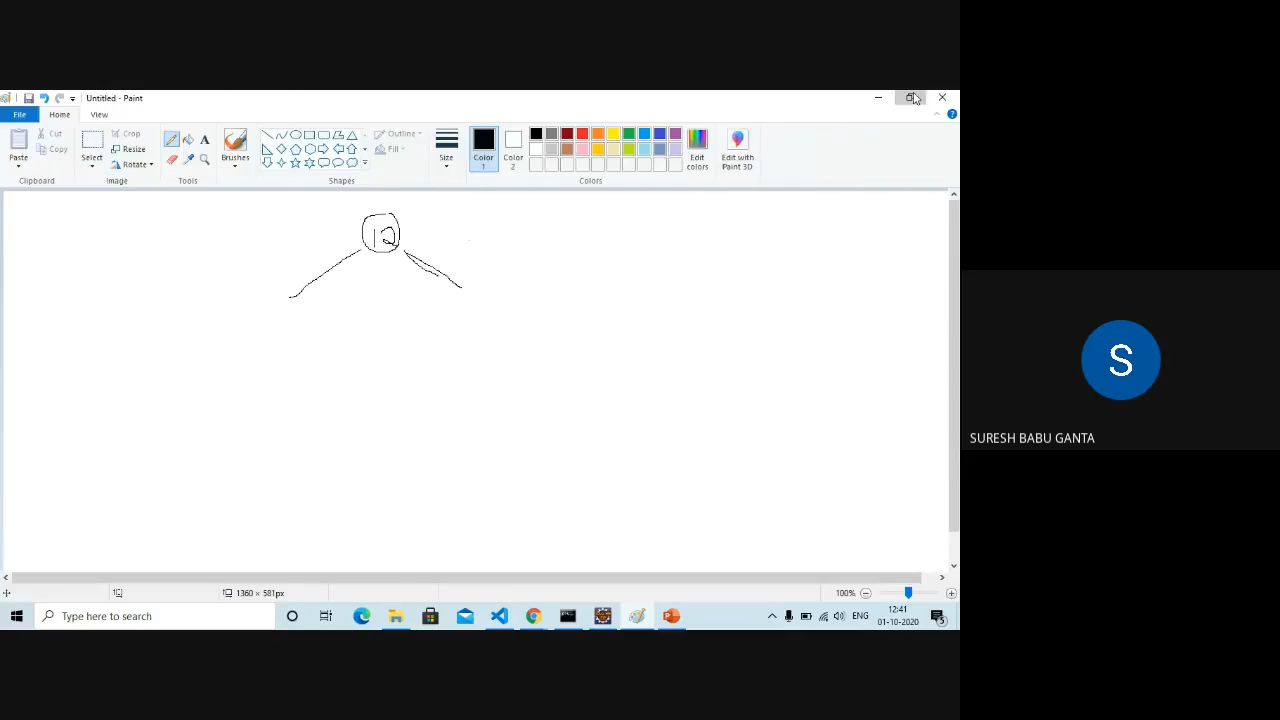 Untitled - Paint
File Home View
Cut Crop Outline
Paste Copy Select Resize Rotate Brushes Fill Size Color 1 Color 2 Edit colors Edit with Paint 3D
Clipboard Image Tools Shapes Colors
A
12
S
SURESH BABU GANTA
1360 × 581px 100%
Type here to search ENG 12:41
01-10-2020 5